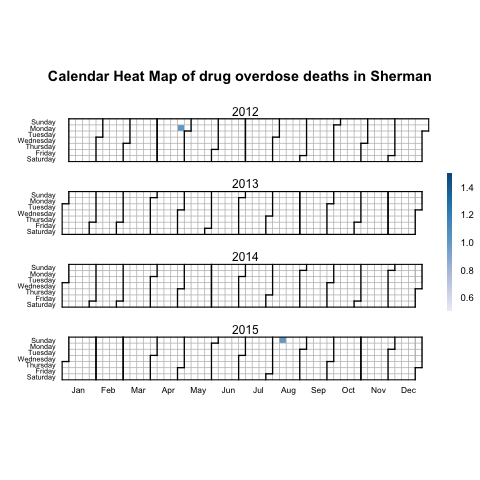 Calendar Heat Map of drug overdose deaths in Sherman
2012
Sunday
Monday
Tuesday
Wednesday
Thursday
Friday
Saturday
2013
Sunday
Monday
Tuesday
Wednesday
Thursday
Friday
Saturday
2014
Sunday
Monday
Tuesday
Wednesday
Thursday
Friday
Saturday
2015
Sunday
Monday
Tuesday
Wednesday
Thursday
Friday
Saturday
Jan Feb Mar Apr May Jun Jul Aug Sep Oct Nov Dec
1.4
1.2
1.0
0.8
0.6